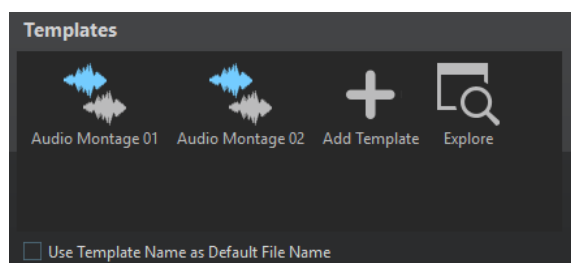 Templates
Audio Montage 01 Audio Montage 02 Add Template Explore
Use Template Name as Default File Name